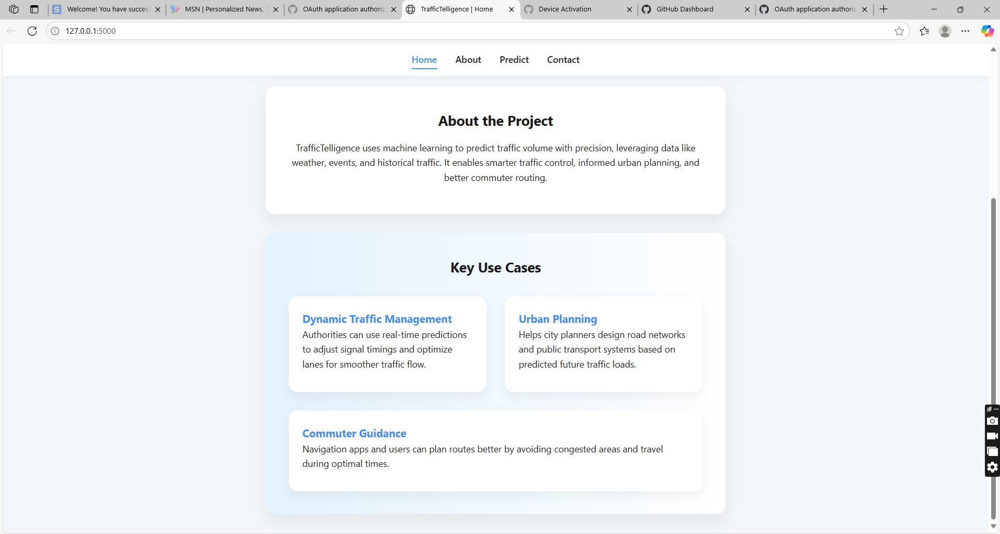 Welcome! You have success
MSN | Personalized News,
OAuth application authoriz
TrafficTelligence | Home
Device Activation
GitHub Dashboard
OAuth application authoriz
127.0.0.1:5000
Home
About
Predict
Contact
About the Project
TrafficTelligence uses machine learning to predict traffic volume with precision, leveraging data like
weather, events, and historical traffic. It enables smarter traffic control, informed urban planning, and
better commuter routing.
Key Use Cases
Dynamic Traffic Management
Authorities can use real-time predictions
to adjust signal timings and optimize
lanes for smoother traffic flow.
Urban Planning
Helps city planners design road networks
and public transport systems based on
predicted future traffic loads.
Commuter Guidance
Navigation apps and users can plan routes better by avoiding congested areas and travel
during optimal times.